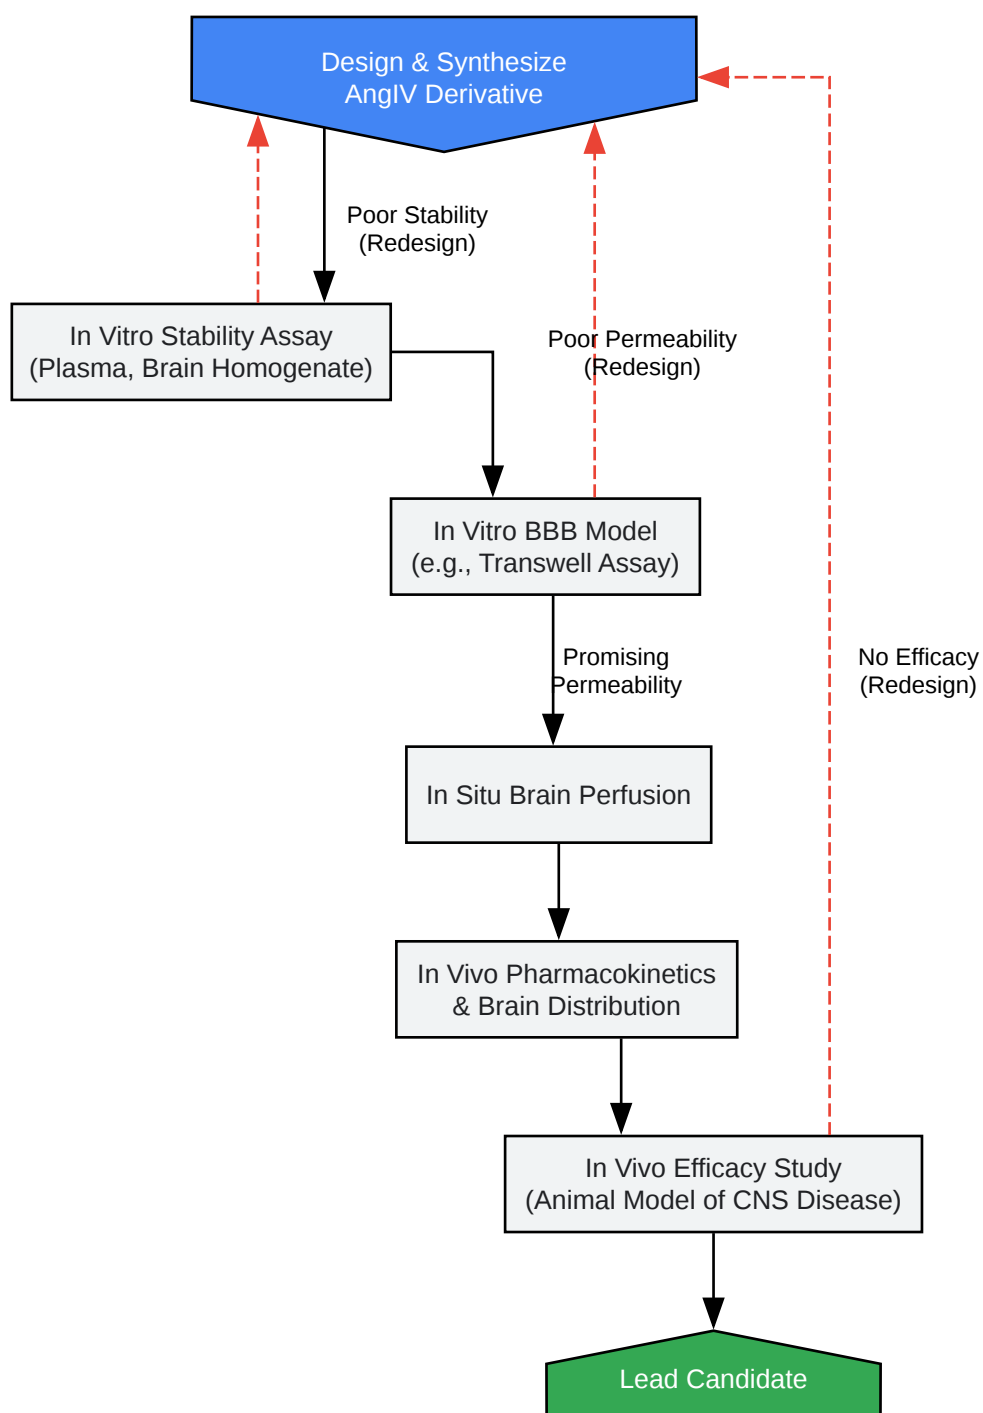 Design & Synthesize
AngIV Derivative
Poor Stability
(Redesign)
In Vitro Stability Assay
(Plasma, Brain Homogenate)
Poor Permeability
(Redesign)
In Vitro BBB Model
(e.g., Transwell Assay)
Promising
Permeability
No Efficacy
(Redesign)
In Situ Brain Perfusion
In Vivo Pharmacokinetics
& Brain Distribution
In Vivo Efficacy Study
(Animal Model of CNS Disease)
Lead Candidate